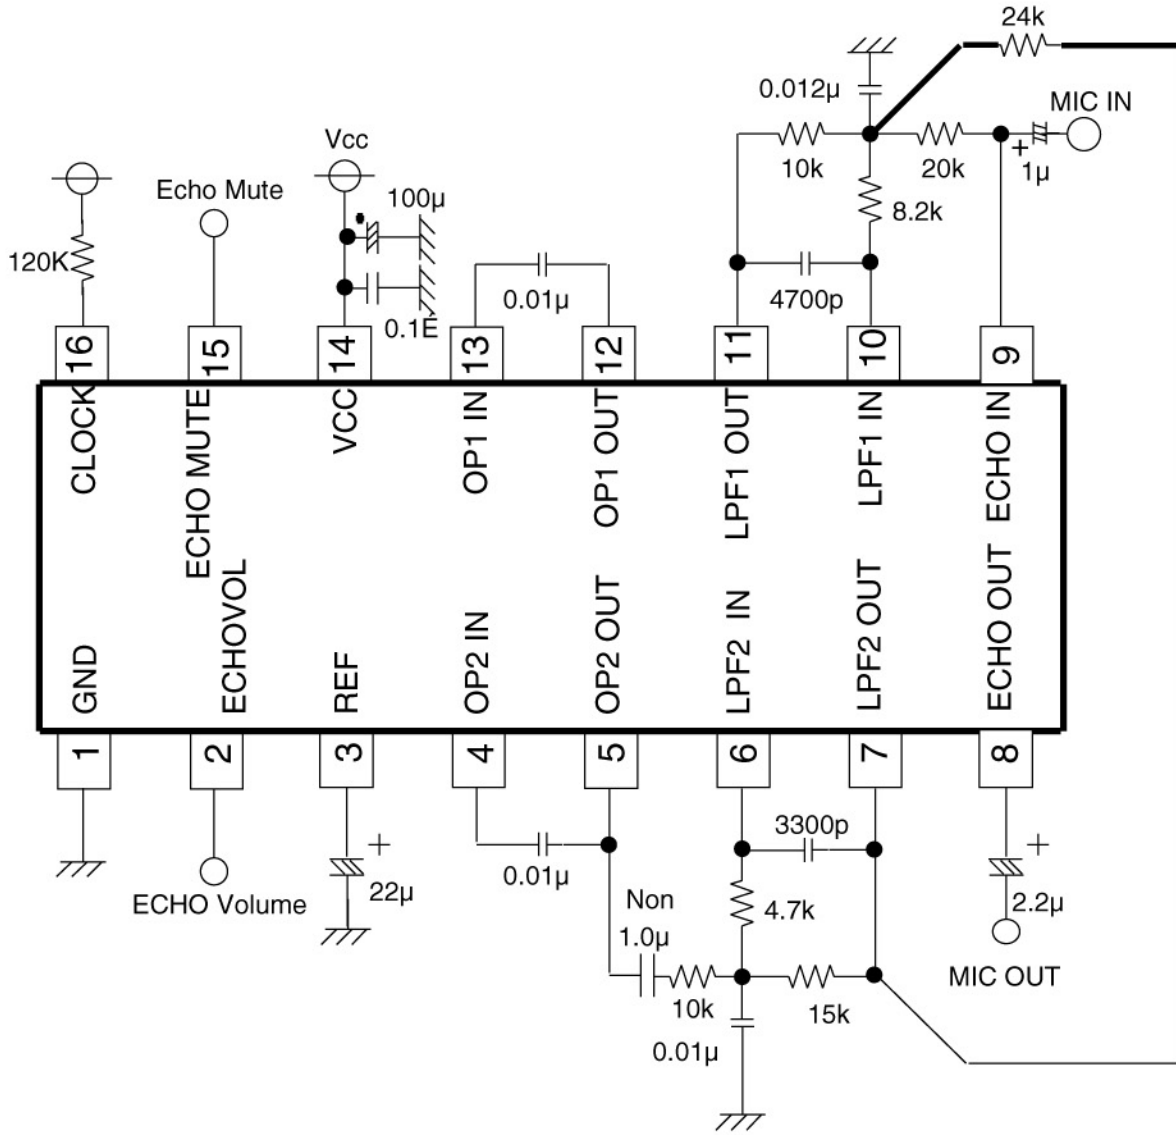 24k
0.012µ
MIC IN
Vcc
10k
20k
+
1µ
Echo Mute
100µ
8.2k
120K
0.01µ
4700p
0.1E
16
15
14
13
12
11
10
9
CLOCK
ECHO MUTE
VCC
OP1 IN
OP1 OUT
LPF1 OUT
LPF1 IN
ECHO IN
GND
ECHOVOL
REF
OP2 IN
OP2 OUT
LPF2 IN
LPF2 OUT
ECHO OUT
1
2
3
4
5
6
7
8
3300p
+
+
0.01µ
22µ
ECHO Volume
Non
1.0µ
4.7k
2.2µ
MIC OUT
10k
15k
0.01µ